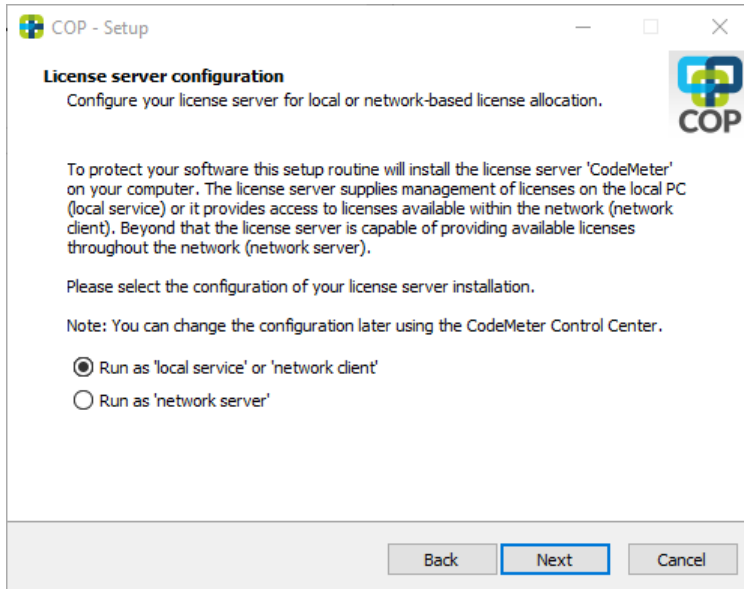 COP - Setup
License server configuration
Configure your license server for local or network-based license allocation.
COP
To protect your software this setup routine will install the license server 'CodeMeter'
on your computer. The license server supplies management of licenses on the local PC
(local service) or it provides access to licenses available within the network (network
client). Beyond that the license server is capable of providing available licenses
throughout the network (network server).
Please select the configuration of your license server installation.
Note: You can change the configuration later using the CodeMeter Control Center.
Run as 'local service' or 'network client'
Run as 'network server'
Back Next Cancel